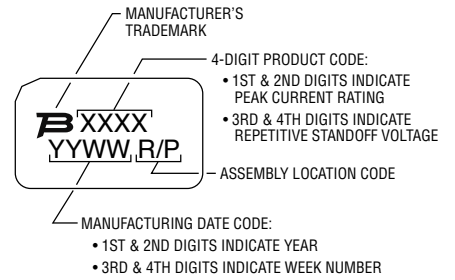 MANUFACTURER'S
TRADEMARK
4-DIGIT PRODUCT CODE:
• 1ST & 2ND DIGITS INDICATE
PEAK CURRENT RATING
• 3RD & 4TH DIGITS INDICATE
REPETITIVE STANDOFF VOLTAGE
B XXXX
YYWW R/P
ASSEMBLY LOCATION CODE
MANUFACTURING DATE CODE:
• 1ST & 2ND DIGITS INDICATE YEAR
• 3RD & 4TH DIGITS INDICATE WEEK NUMBER